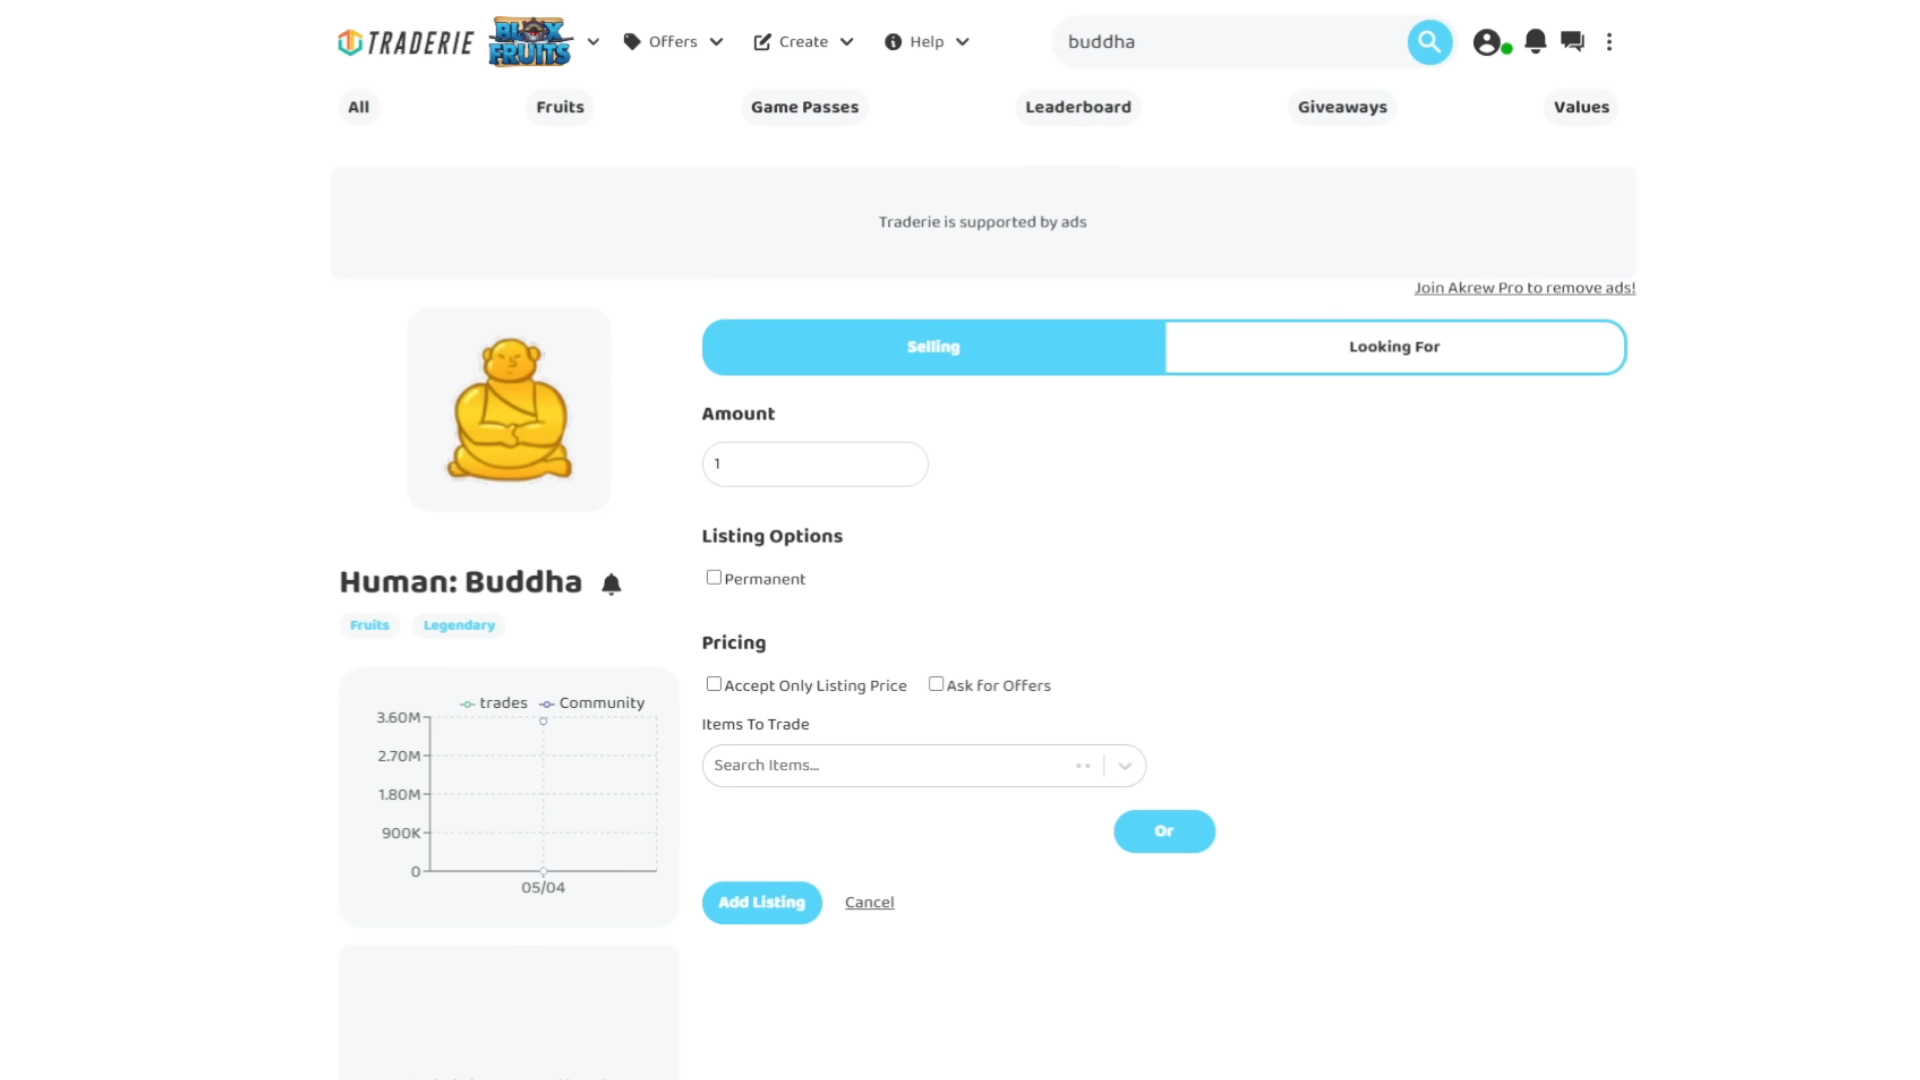 TRADERIE
BLOX FRUITS
Offers
Create
Help
buddha
All
Fruits
Game Passes
Leaderboard
Giveaways
Values
Traderie is supported by ads
Join Akrew Pro to remove ads!
Selling
Looking For
Amount
1
Listing Options
Permanent
Human: Buddha
Fruits
Legendary
Pricing
Accept Only Listing Price
Ask for Offers
Items To Trade
Search Items...
Or
Add Listing
Cancel
trades
Community
3.60M
2.70M
1.80M
900K
0
05/04